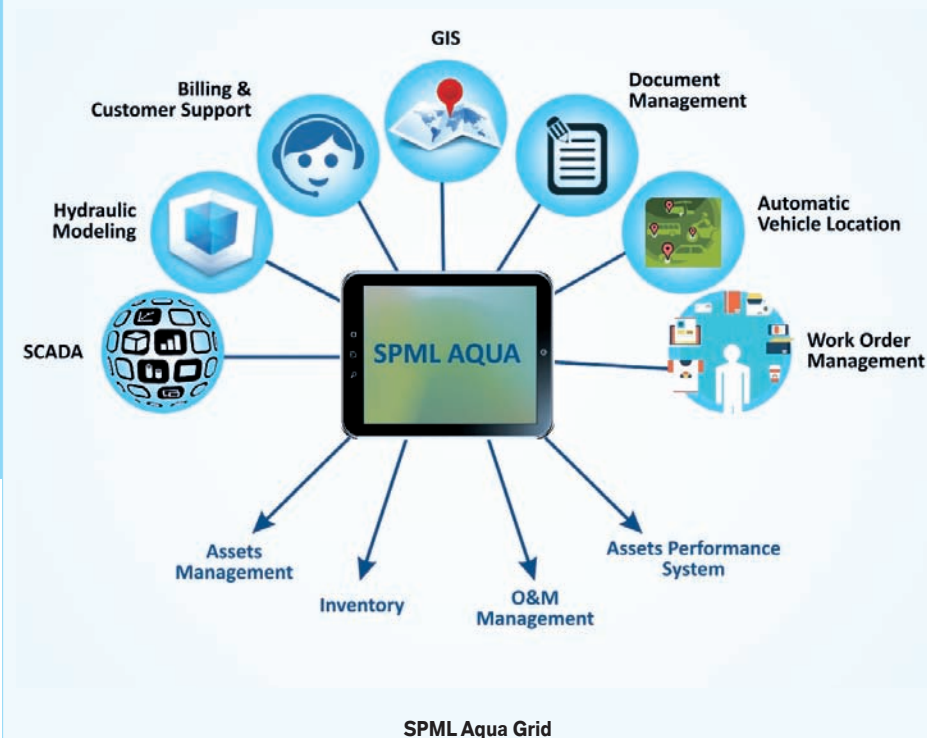 GIS
Billing &
Customer Support
Document
Management
Hydraulic
Modeling
Automatic
Vehicle Location
SCADA
SPML AQUA
Work Order
Management
Assets
Management
Inventory
O&M
Management
Assets Performance
System
SPML Aqua Grid